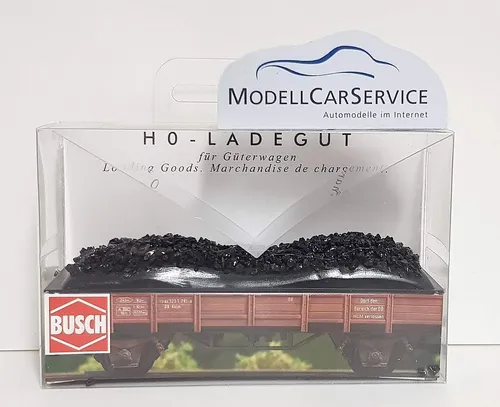 MODELLCARSERVICE
Automodelle im Internet
H0-LADEGUT
für Güterwagen
Loading Goods. Marchandise de chargement.
BUSCH